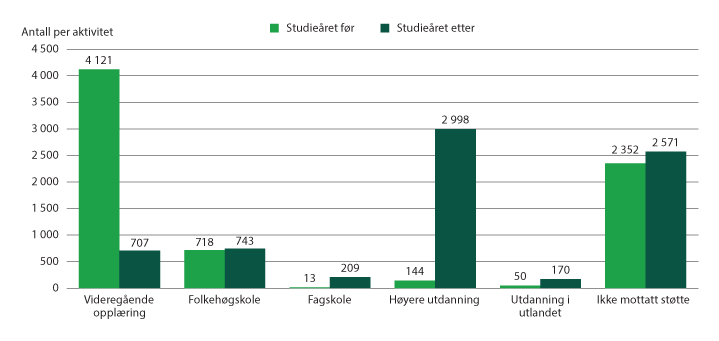 Antall per aktivitet
Studieåret før
Studieåret etter
4 500
4 000
3 500
3 000
2 500
2 000
1 500
1 000
500
0
4 121
707
718
743
13
209
144
2 998
50
170
2 352
2 571
Videregående
opplæring
Folkehøgskole
Fagskole
Høyere utdanning
Utdanning i
utlandet
Ikke mottatt støtte